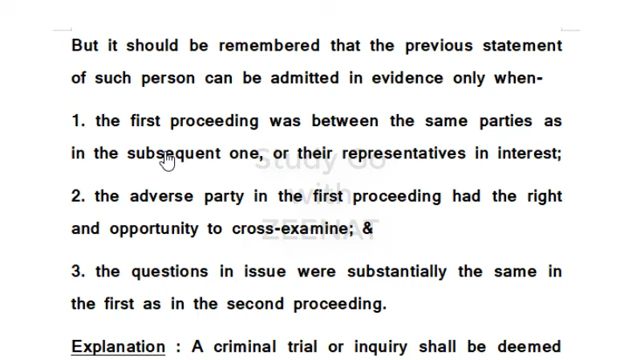 But it should be remembered that the previous statement
of such person can be admitted in evidence only when-
1. the first proceeding was between the same parties as
in the subsequent one, or their representatives in interest;
2. the adverse party in the first proceeding had the right
and opportunity to cross-examine; &
3. the questions in issue were substantially the same in
the first as in the second proceeding.
Explanation : A criminal trial or inquiry shall be deemed
Study Go
with
ZEENAT